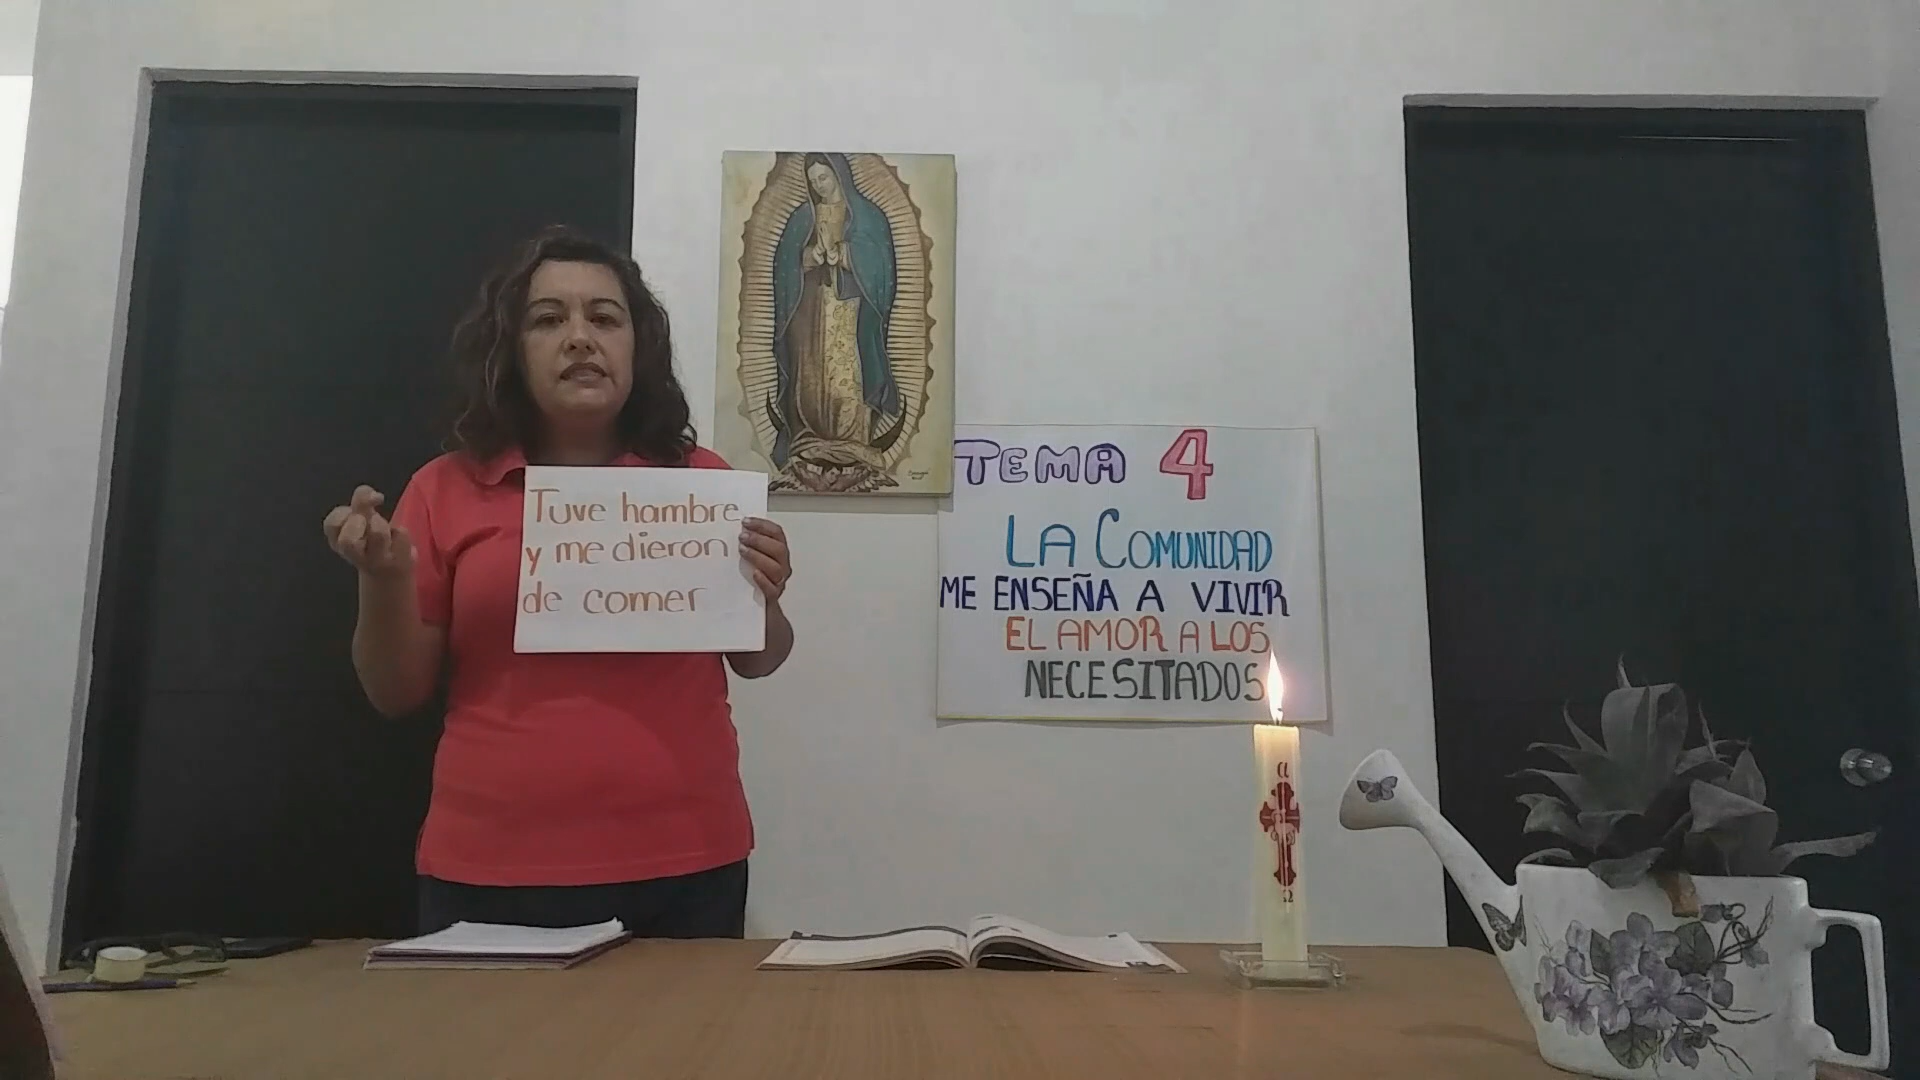 Tuve hambre
y me dieron
de comer
TEMA 4
LA COMUNIDAD
ME ENSEÑA A VIVIR
EL AMOR A LOS
NECESITADOS
α
Ω